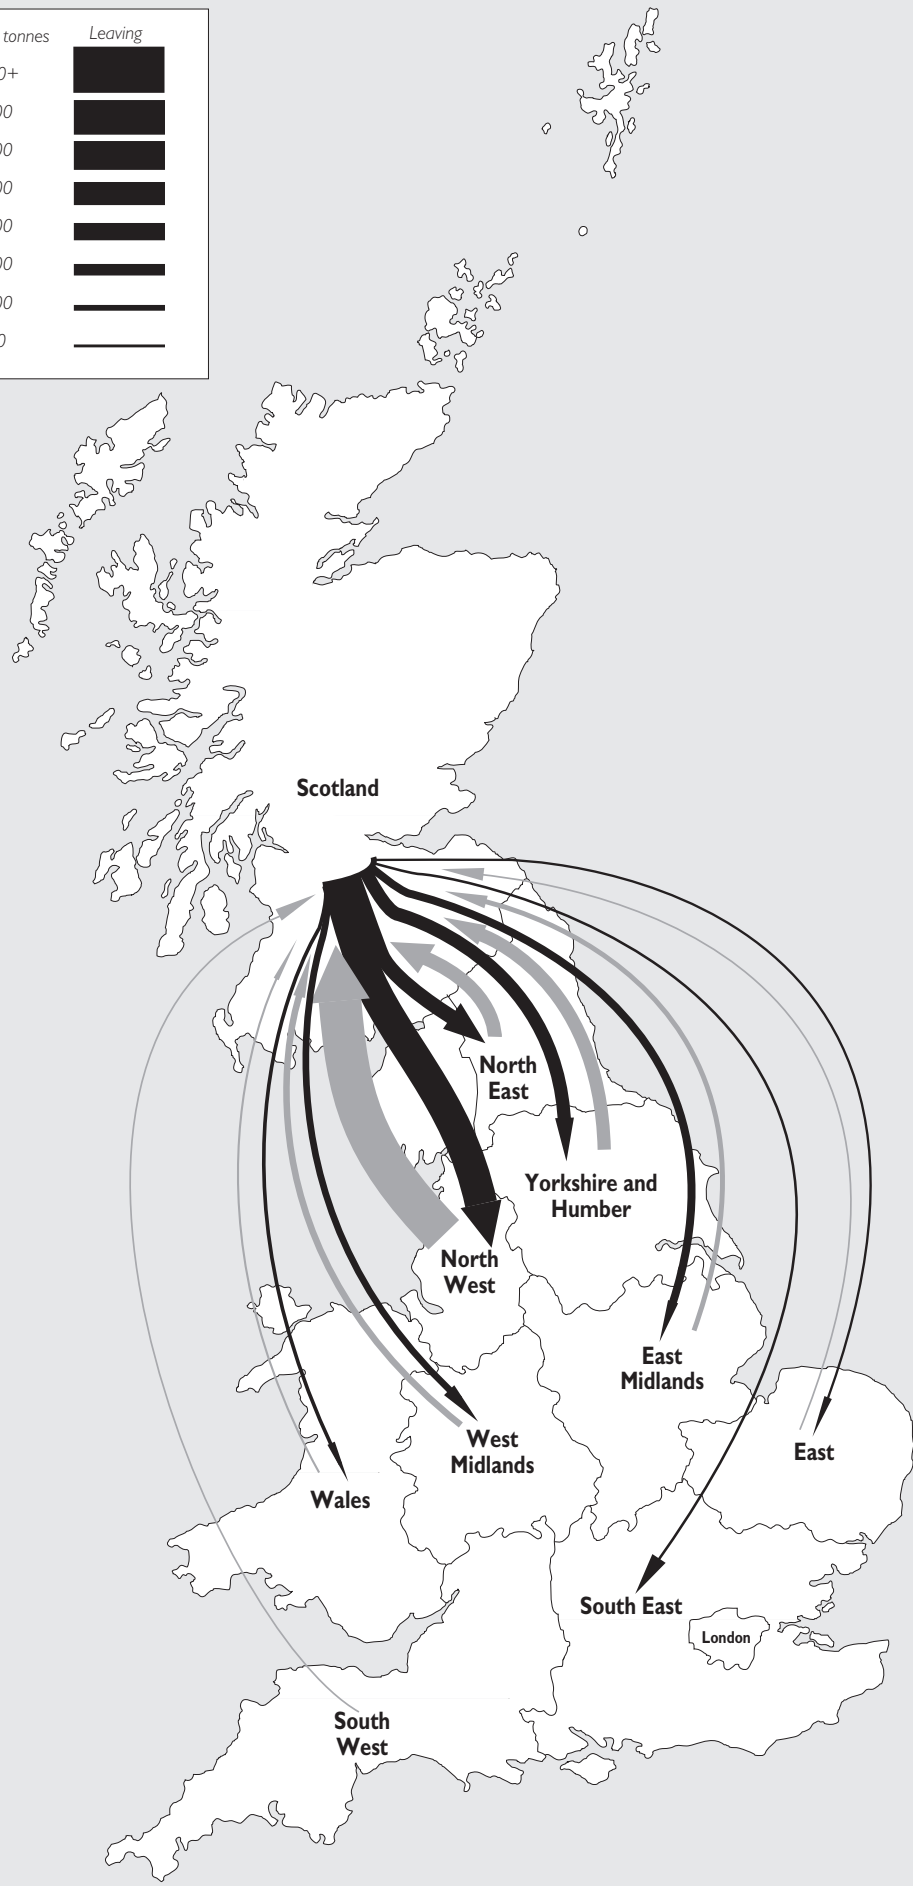 tonnes Leaving
0+
00
00
00
00
00
00
0
Scotland
North
East
Yorkshire and
Humber
North
West
East
Midlands
West
Midlands
East
Wales
South East
London
South
West